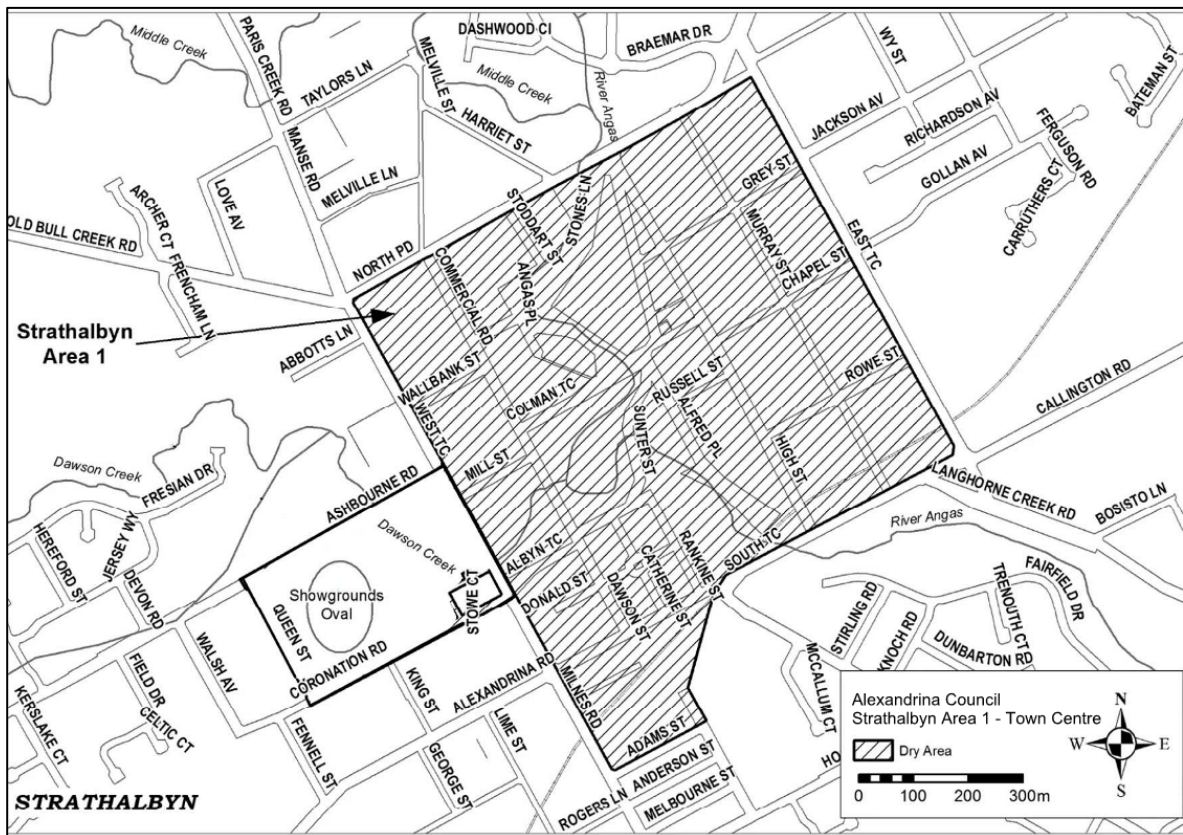 Middle Creek
PARIS CREEK RD
TAYLORS LN
MELVILLE ST
DASHWOOD CI
Middle Creek
BRAEMAR DR
River Angas
WY ST
JACKSON AV
RICHARDSON AV
BATEMAN ST
FERGUSON RD
GOLLAN AV
CARRUTHERS CT
HARRIET ST
MANSE RD
MELVILLE LN
LOVE AV
ARCHER CT
FRENCHAM LN
OLD BULL CREEK RD
NORTH PD
STODDART ST
STONES LN
GREY ST
MURRAY ST
EAST TC
CHAPEL ST
COMMERCIAL RD
ANGAS PL
Strathalbyn
Area 1
ABBOTTS LN
WALLBANK ST
COLMAN TC
WEST TC
RUSSELL ST
ROWE ST
ALFRED PL
SUNTER ST
HIGH ST
CALLINGTON RD
MILL ST
Dawson Creek
FRESIAN DR
ASHBOURNE RD
LANGHORNE CREEK RD
BOSISTO LN
River Angas
HEREFORD ST
JERSEY WY
DEVON RD
Dawson Creek
ALBYN TC
SOUTH TC
RANKINE ST
CATHERINE ST
DAWSON ST
DONALD ST
STOWE CT
Showgrounds
Oval
QUEEN ST
CORONATION RD
WALSH AV
FIELD DR
CELTIC CT
KERSLAKE CT
FENNELL ST
KING ST
GEORGE ST
ALEXANDRINA RD
LIME ST
MILNES RD
ADAMS ST
ANDERSON ST
MELBOURNE ST
ROGERS LN
STIRLING RD
KNOCH RD
DUNBARTON RD
TRENOUTH CT
FAIRFIELD DR
MCCALLUM CT
HO
Alexandrina Council
Strathalbyn Area 1 - Town Centre
Dry Area
0 100 200 300m
N
W E
S
STRATHALBYN